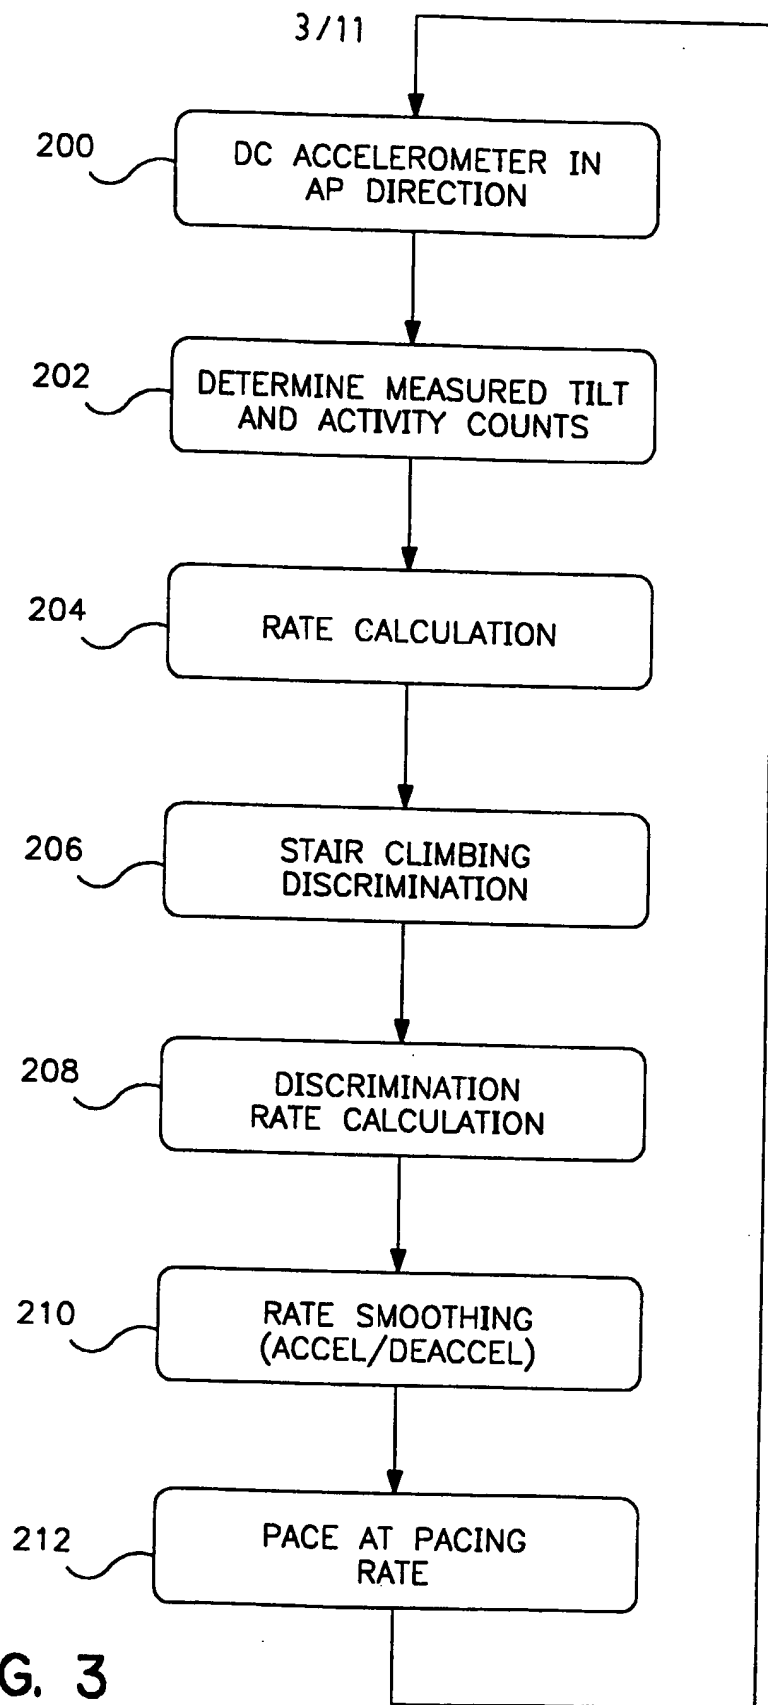 3/11
200
DC ACCELEROMETER IN
AP DIRECTION
202
DETERMINE MEASURED TILT
AND ACTIVITY COUNTS
204
RATE CALCULATION
206
STAIR CLIMBING
DISCRIMINATION
208
DISCRIMINATION
RATE CALCULATION
210
RATE SMOOTHING
(ACCEL/DEACCEL)
212
PACE AT PACING
RATE
G. 3